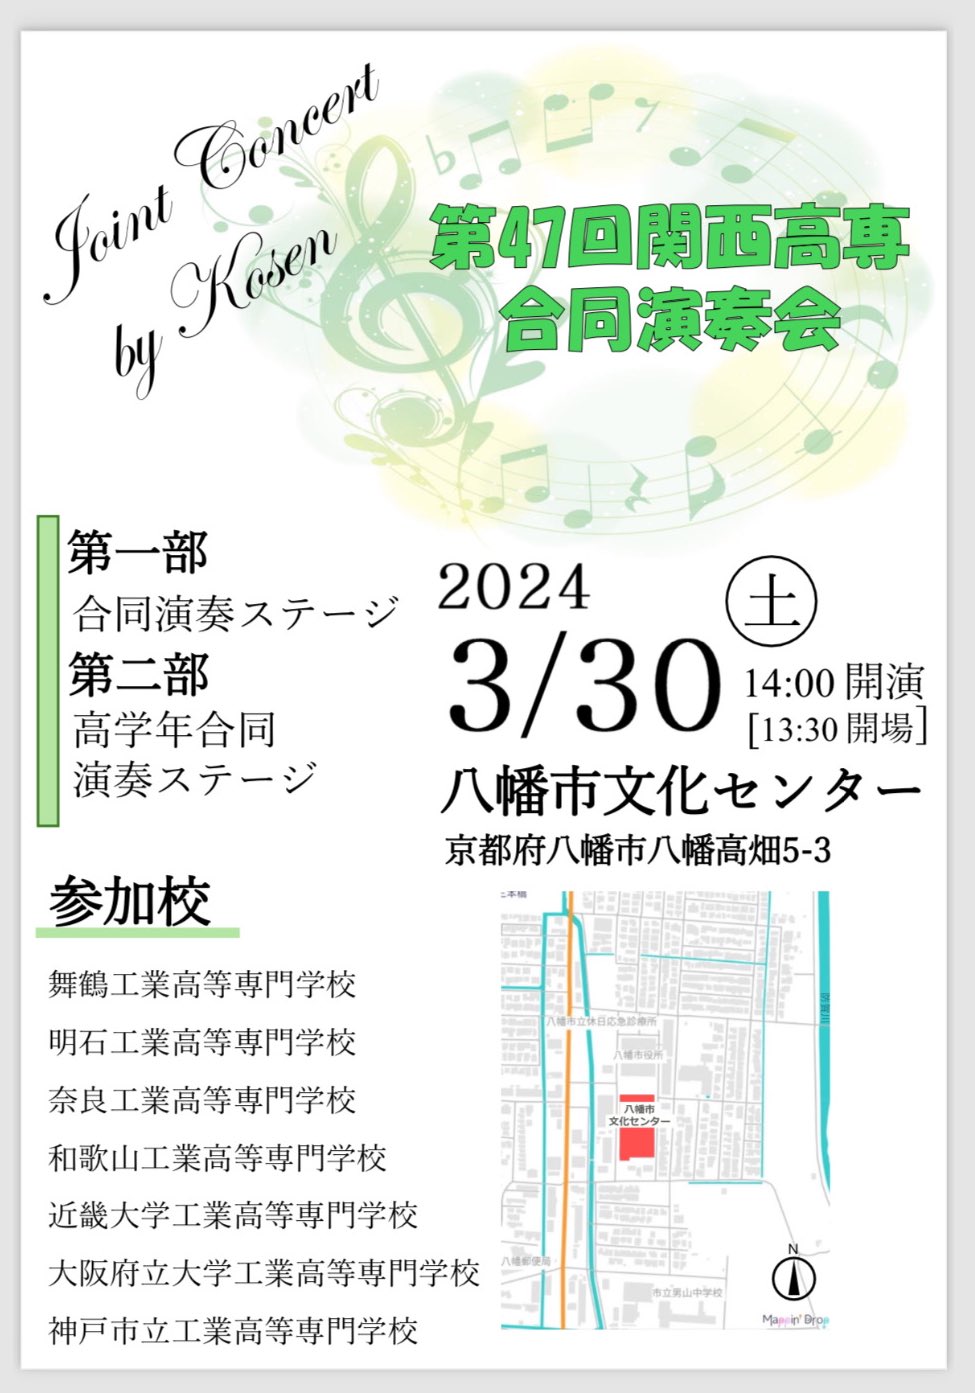 Joint Concert
by Kosen
第47回関西高専
合同演奏会
第一部
合同演奏ステージ
第二部
高学年合同
演奏ステージ
2024
3/30
土
14:00 開演
[13:30 開場]
八幡市文化センター
京都府八幡市八幡高畑5-3
参加校
舞鶴工業高等専門学校
明石工業高等専門学校
奈良工業高等専門学校
和歌山工業高等専門学校
近畿大学工業高等専門学校
大阪府立大学工業高等専門学校
神戸市立工業高等専門学校
八幡市立休日応急診療所
八幡市役所
八幡市
文化センター
八幡郵便局
市立男山中学校
N
Mappin' Drop